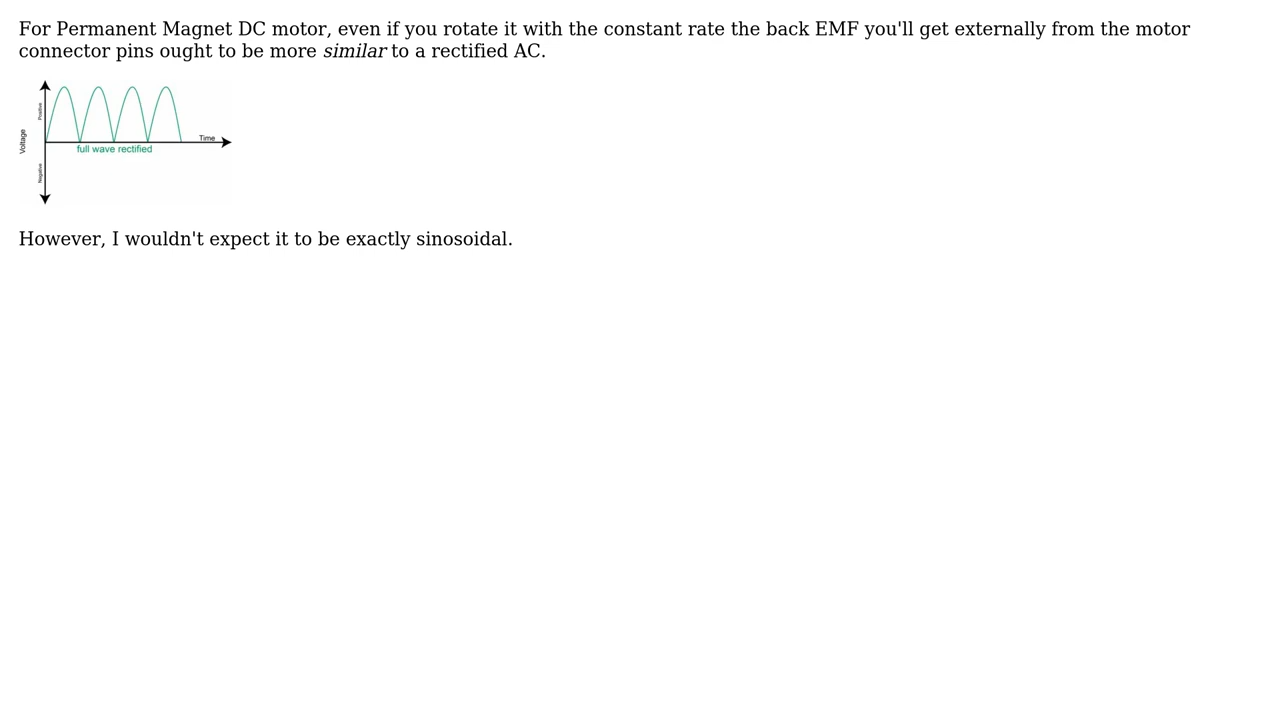 For Permanent Magnet DC motor, even if you rotate it with the constant rate the back EMF you'll get externally from the motor
connector pins ought to be more similar to a rectified AC.
Positive
Voltage
Time
full wave rectified
Negative
However, I wouldn't expect it to be exactly sinosoidal.